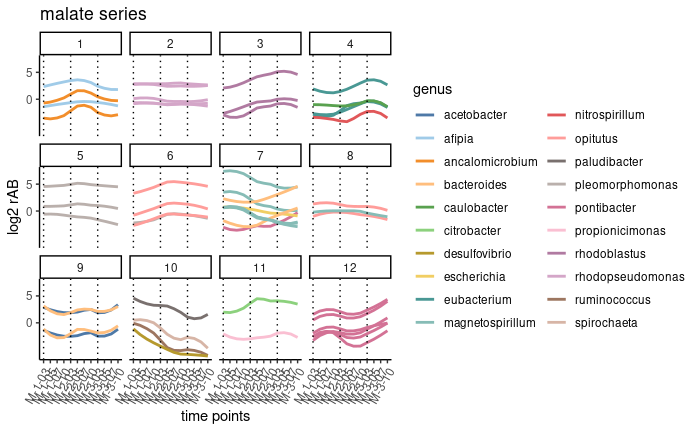 malate series
1 2 3 4
5
0
5 6 7 8
5
0
9 10 11 12
5
0
log2 rAB
time points
genus
acetobacter
afipia
ancalomicrobium
bacteroides
caulobacter
citrobacter
desulfovibrio
escherichia
eubacterium
magnetospirillum
nitrospirillum
opitutus
paludibacter
pleomorphomonas
pontibacter
propionicimonas
rhodoblastus
rhodopseudomonas
ruminococcus
spirochaeta